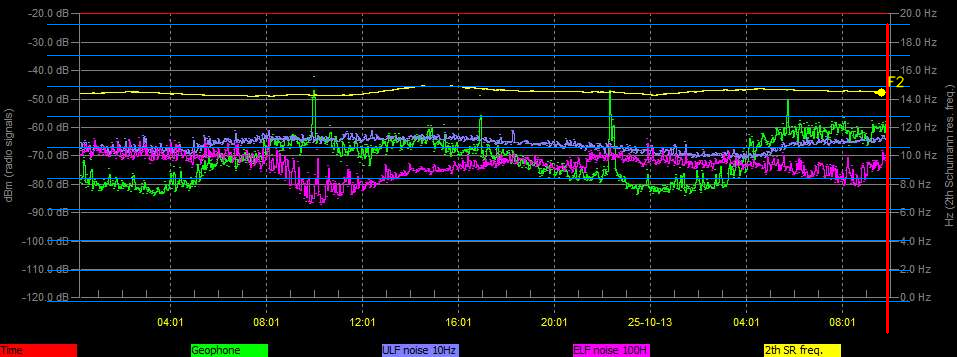 -20.0 dB 20.0 Hz
-30.0 dB 18.0 Hz
-40.0 dB 16.0 Hz
F2
-50.0 dB 14.0 Hz
-60.0 dB 12.0 Hz
-70.0 dB 10.0 Hz
-80.0 dB 8.0 Hz
-90.0 dB 6.0 Hz
-100.0 dB 4.0 Hz
-110.0 dB 2.0 Hz
-120.0 dB 0.0 Hz
dBm (radio signals)
Hz (2th Schumann res. freq.)
04:01 08:01 12:01 16:01 20:01 25-10-13 04:01 08:01
Time Geophone ULF noise 10Hz ELF noise 100H 2th SR freq.